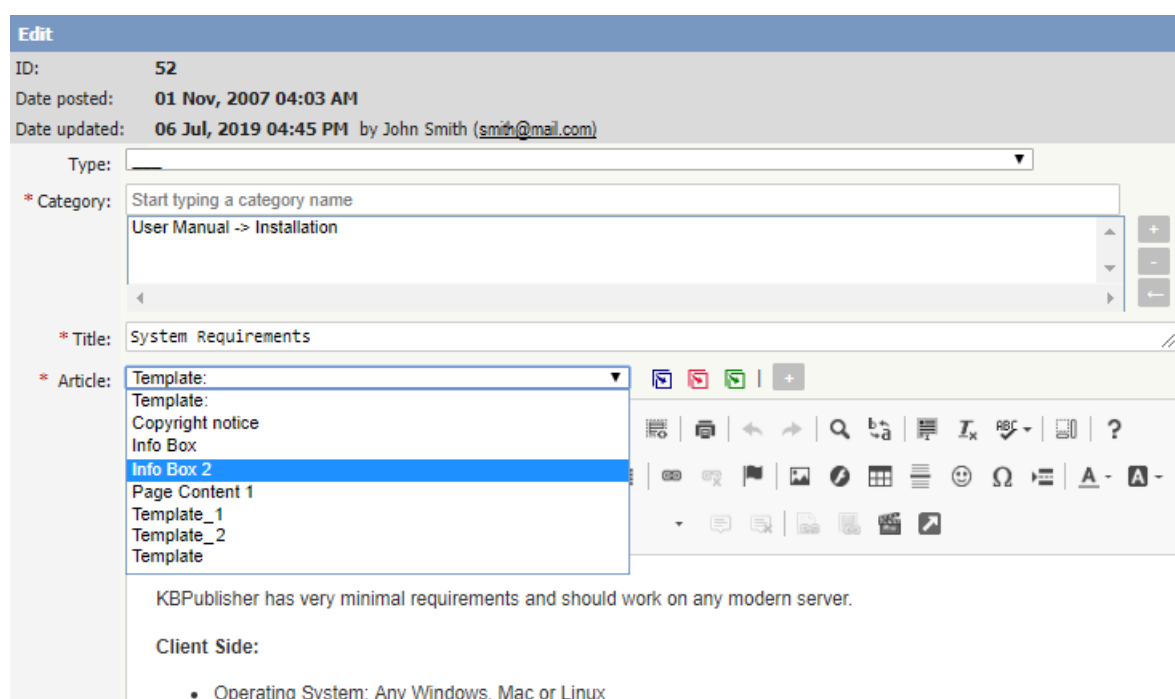 Edit
ID: 52
Date posted: 01 Nov, 2007 04:03 AM
Date updated: 06 Jul, 2019 04:45 PM by John Smith (smith@mail.com)
Type: ___
* Category: Start typing a category name
User Manual -> Installation
* Title: System Requirements
* Article: Template:
Template:
Copyright notice
Info Box
Info Box 2
Page Content 1
Template_1
Template_2
Template
KBPublisher has very minimal requirements and should work on any modern server.
Client Side:
• Operating System: Any Windows, Mac or Linux